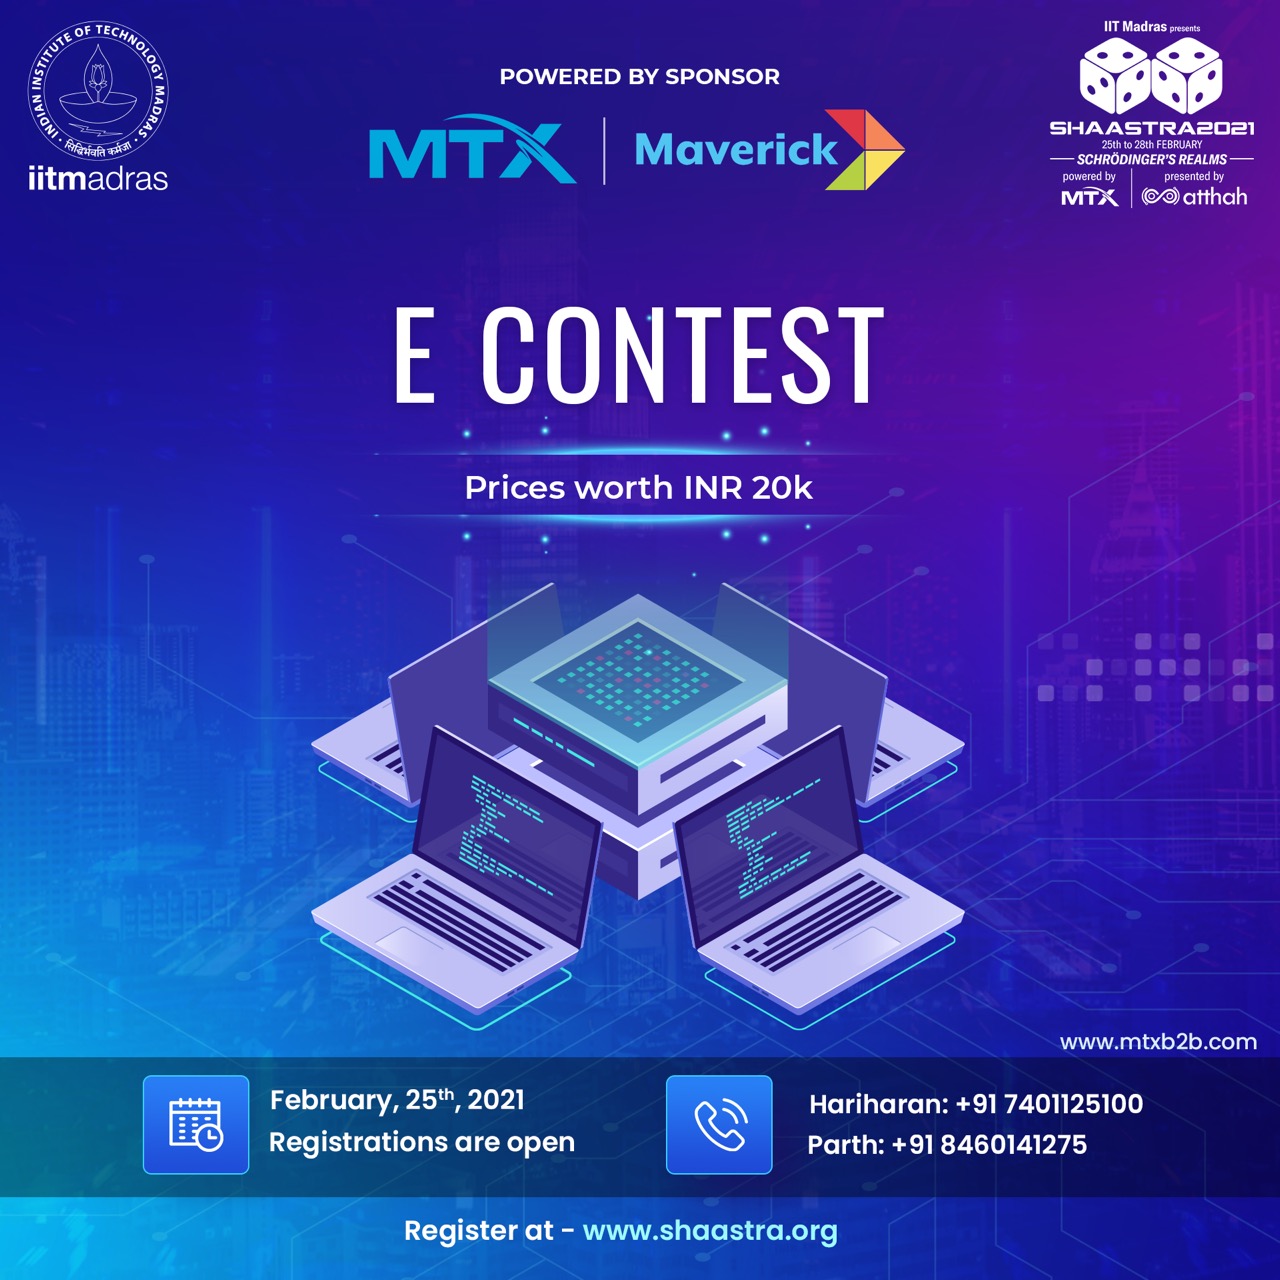 INDIAN INSTITUTE OF TECHNOLOGY MADRAS
सिद्धिर्भवति कर्मजा
iitmadras
POWERED BY SPONSOR
MTX
Maverick
IIT Madras presents
SHAASTRA2021
25th to 28th FEBRUARY
SCHRÖDINGER'S REALMS
powered by
MTX
presented by
atthah
E CONTEST
Prices worth INR 20k
www.mtxb2b.com
February, 25th, 2021
Registrations are open
Hariharan: +91 7401125100
Parth: +91 8460141275
Register at - www.shaastra.org